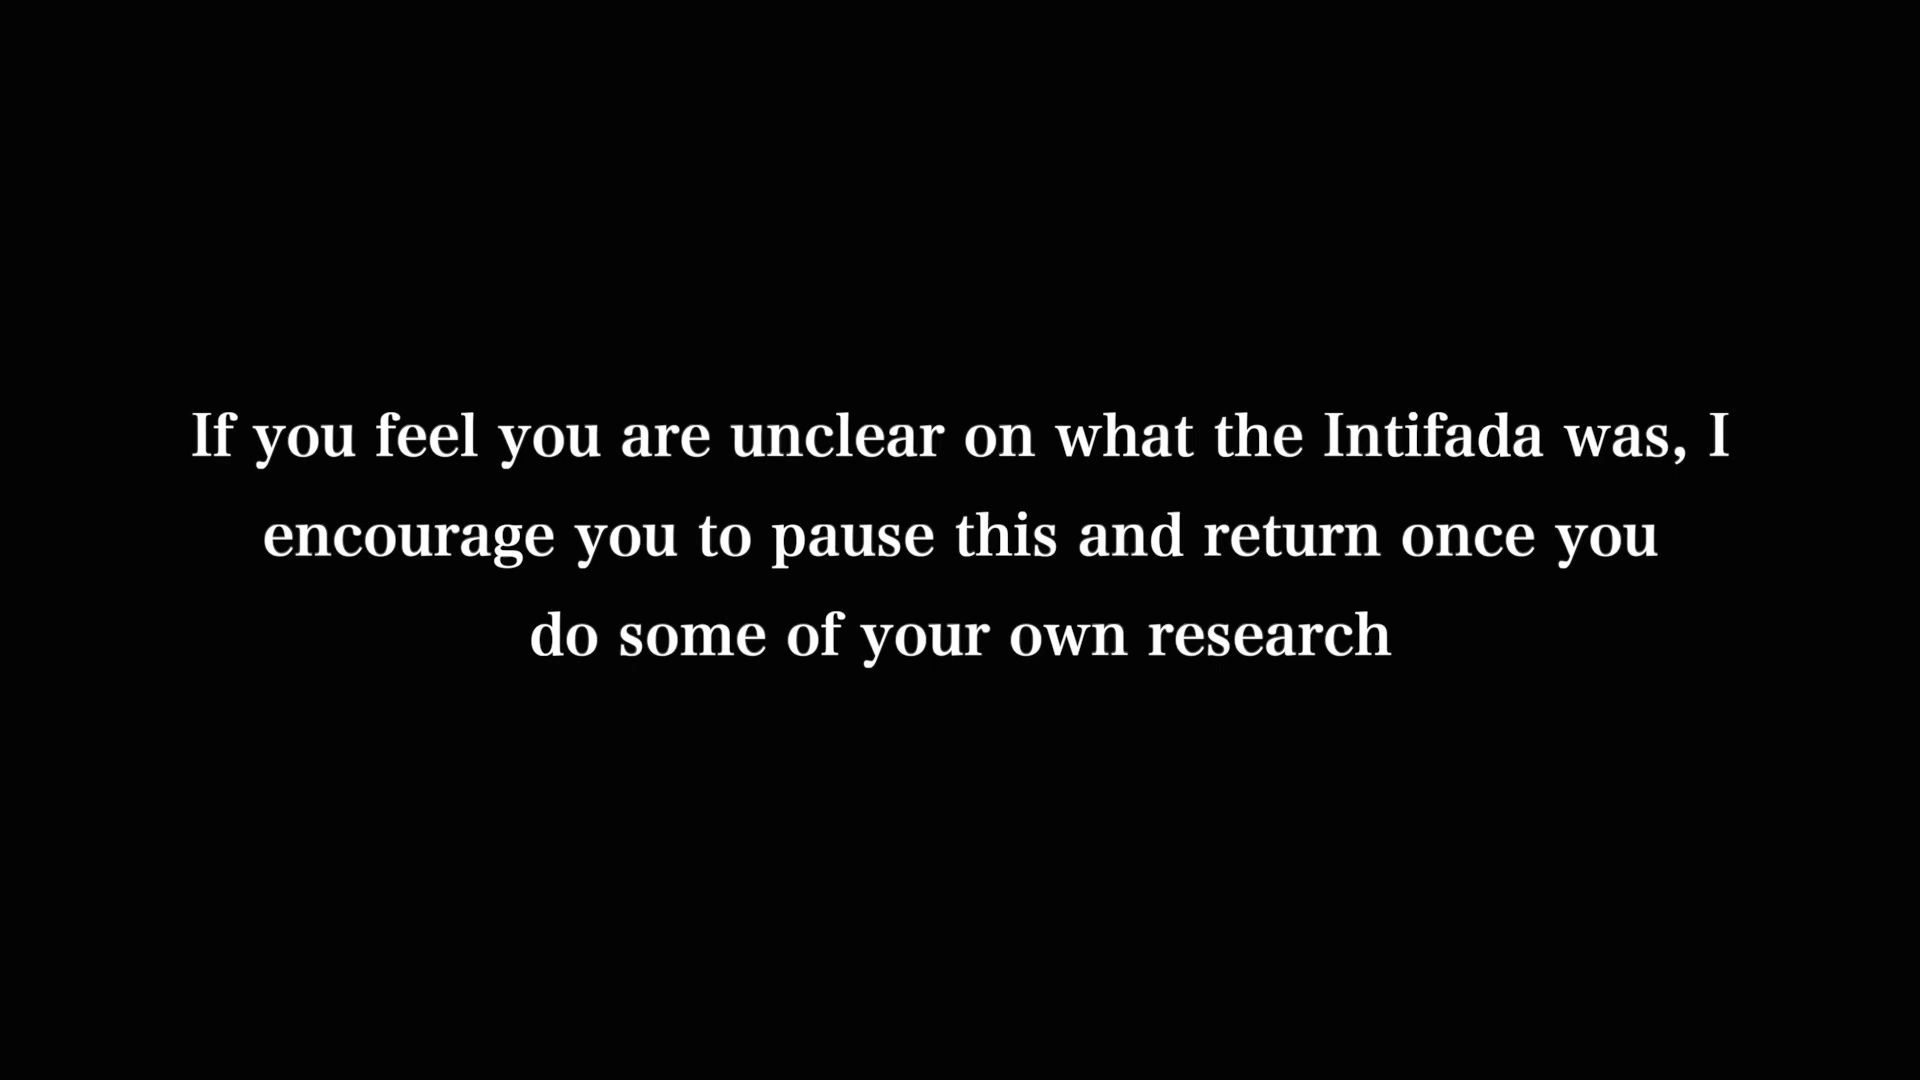 If you feel you are unclear on what the Intifada was, I
encourage you to pause this and return once you
do some of your own research